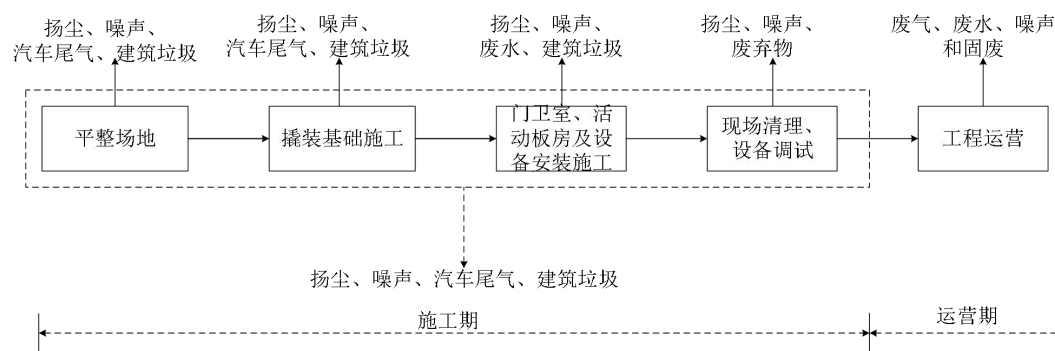 扬尘、噪声、
汽车尾气、建筑垃圾
扬尘、噪声、
汽车尾气、建筑垃圾
扬尘、噪声、
废水、建筑垃圾
扬尘、噪声、
废弃物
废气、废水、噪声
和固废
平整场地
撬装基础施工
门卫室、活
动板房及设
备安装施工
现场清理、
设备调试
工程运营
扬尘、噪声、汽车尾气、建筑垃圾
施工期
运营期